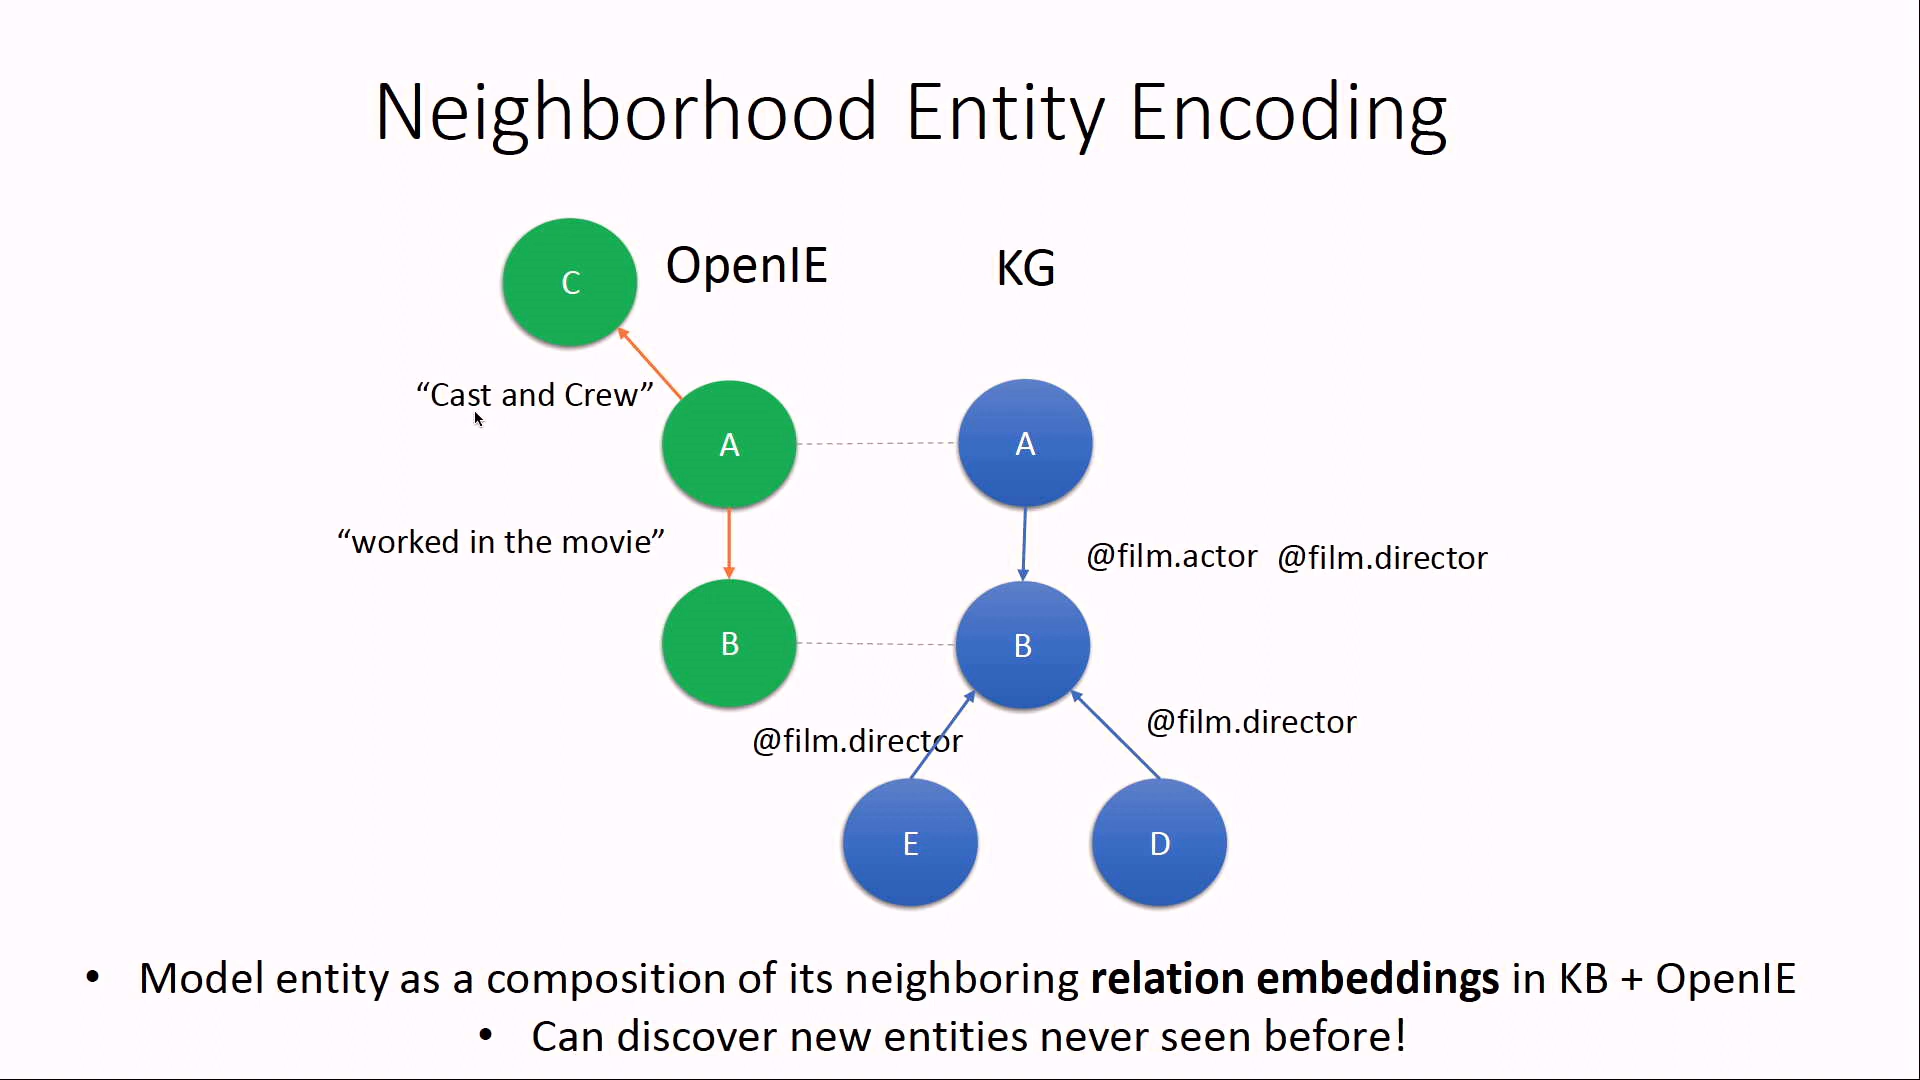 Neighborhood Entity Encoding
OpenIE
KG
C
“Cast and Crew”
A
A
“worked in the movie”
@film.actor @film.director
B
B
@film.director
@film.director
E
D
• Model entity as a composition of its neighboring relation embeddings in KB + OpenIE
• Can discover new entities never seen before!